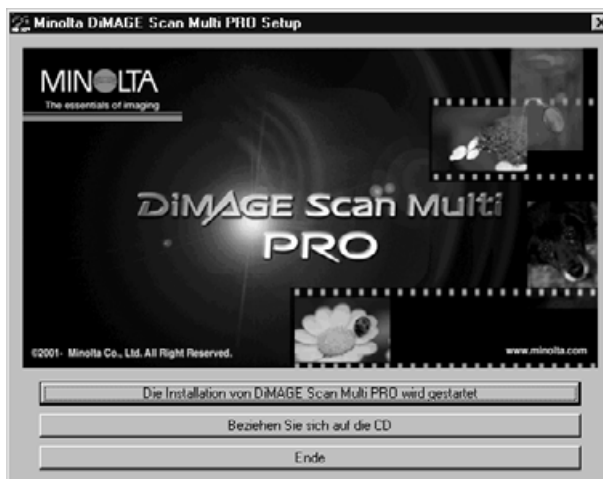 Minolta DiMAGE Scan Multi PRO Setup
MINOLTA
The essentials of imaging
DiMAGE Scan Multi
PRO
©2001- Minolta Co., Ltd. All Right Reserved.
www.minolta.com
Die Installation von DiMAGE Scan Multi PRO wird gestartet
Beziehen Sie sich auf die CD
Ende